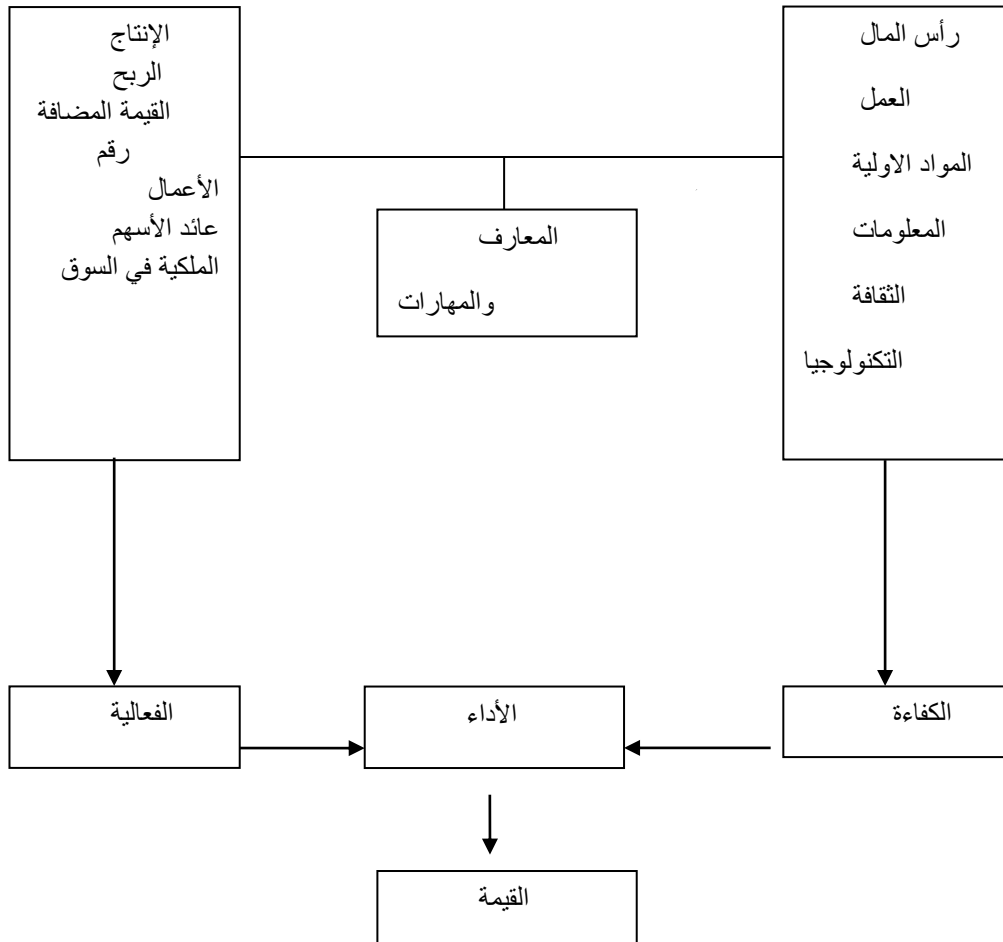 رأس المال
العمل
المواد الاولية
المعلومات
الثقافة
التكنولوجيا
المعارف
والمهارات
الإنتاج
الربح
القيمة المضافة
رقم
الأعمال
عائد الأسهم
الملكية في السوق
الكفاءة
الأداء
الفعالية
القيمة